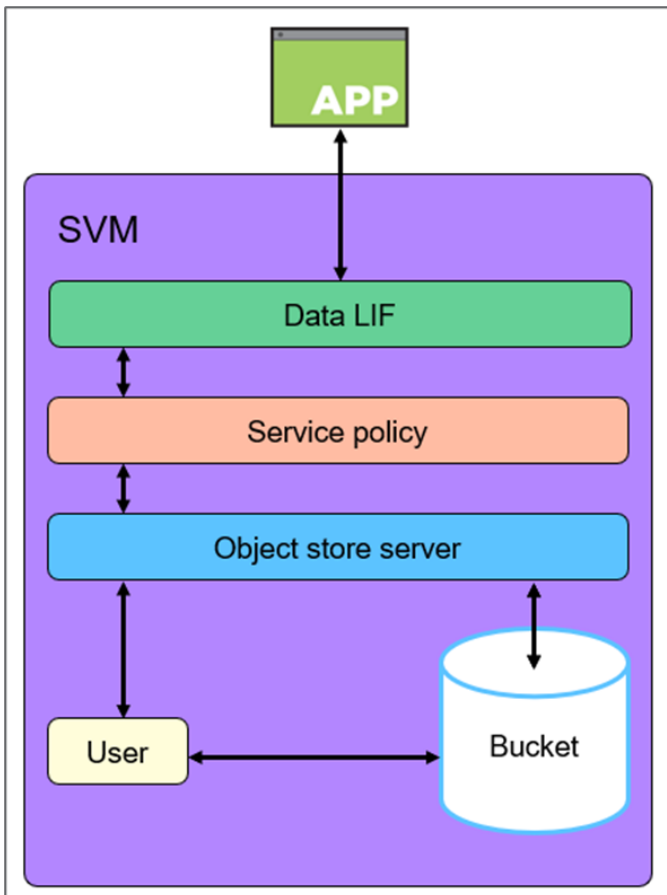 APP
SVM
Data LIF
Service policy
Object store server
User
Bucket